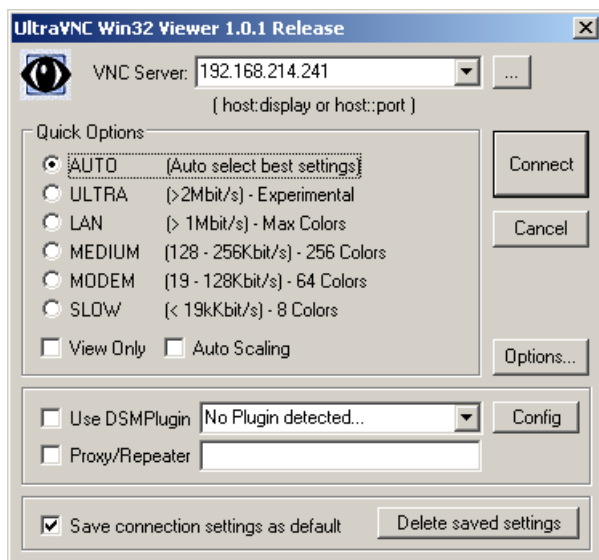 UltraVNC Win32 Viewer 1.0.1 Release
VNC Server: 192.168.214.241 ...
( host:display or host::port )
Quick Options
AUTO (Auto select best settings)
ULTRA (>2Mbit/s) - Experimental
LAN (> 1Mbit/s) - Max Colors
MEDIUM (128 - 256Kbit/s) - 256 Colors
MODEM (19 - 128Kbit/s) - 64 Colors
SLOW (< 19kKbit/s) - 8 Colors
View Only Auto Scaling
Connect
Cancel
Options...
Use DSMPlugin No Plugin detected... Config
Proxy/Repeater
Save connection settings as default Delete saved settings